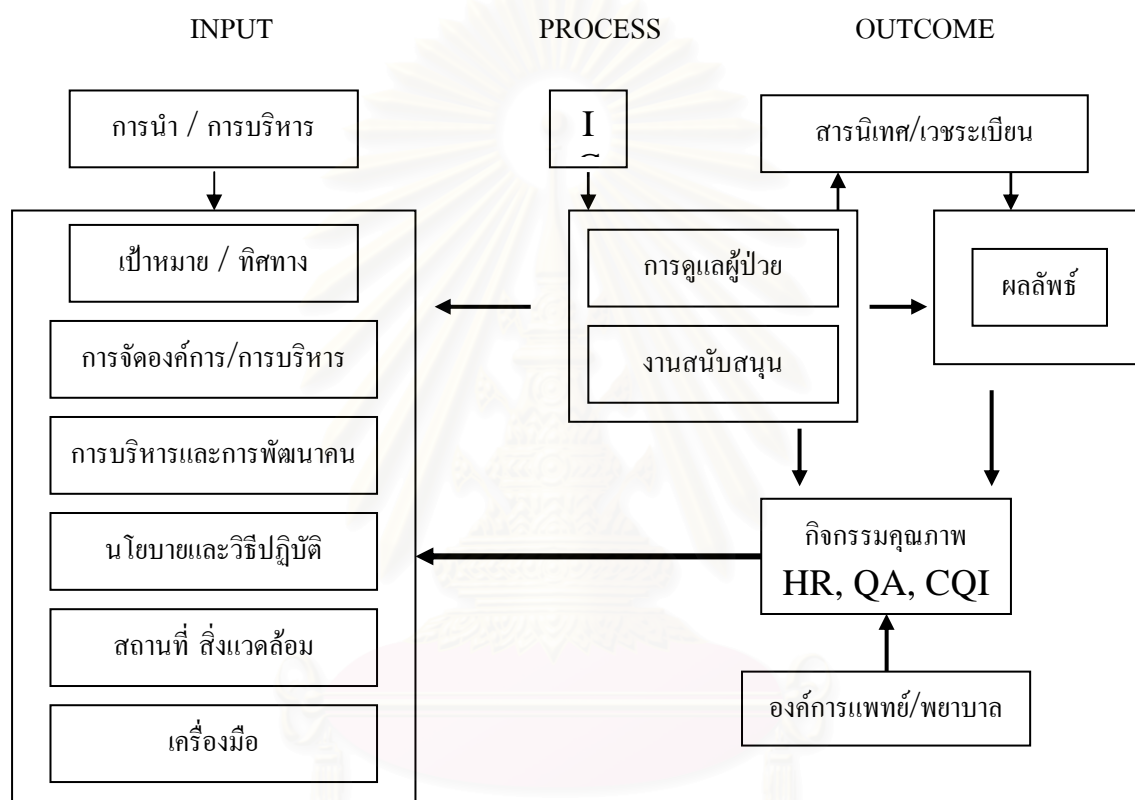 INPUT
PROCESS
OUTCOME
การนำ / การบริหาร
I
สารนิเทศ/เวชระเบียน
เป้าหมาย / ทิศทาง
การจัดองค์การ/การบริหาร
การบริหารและการพัฒนาคน
นโยบายและวิธีปฏิบัติ
สถานที่ สิ่งแวดล้อม
เครื่องมือ
การดูแลผู้ป่วย
งานสนับสนุน
ผลลัพธ์
กิจกรรมคุณภาพ
HR, QA, CQI
องค์การแพทย์/พยาบาล